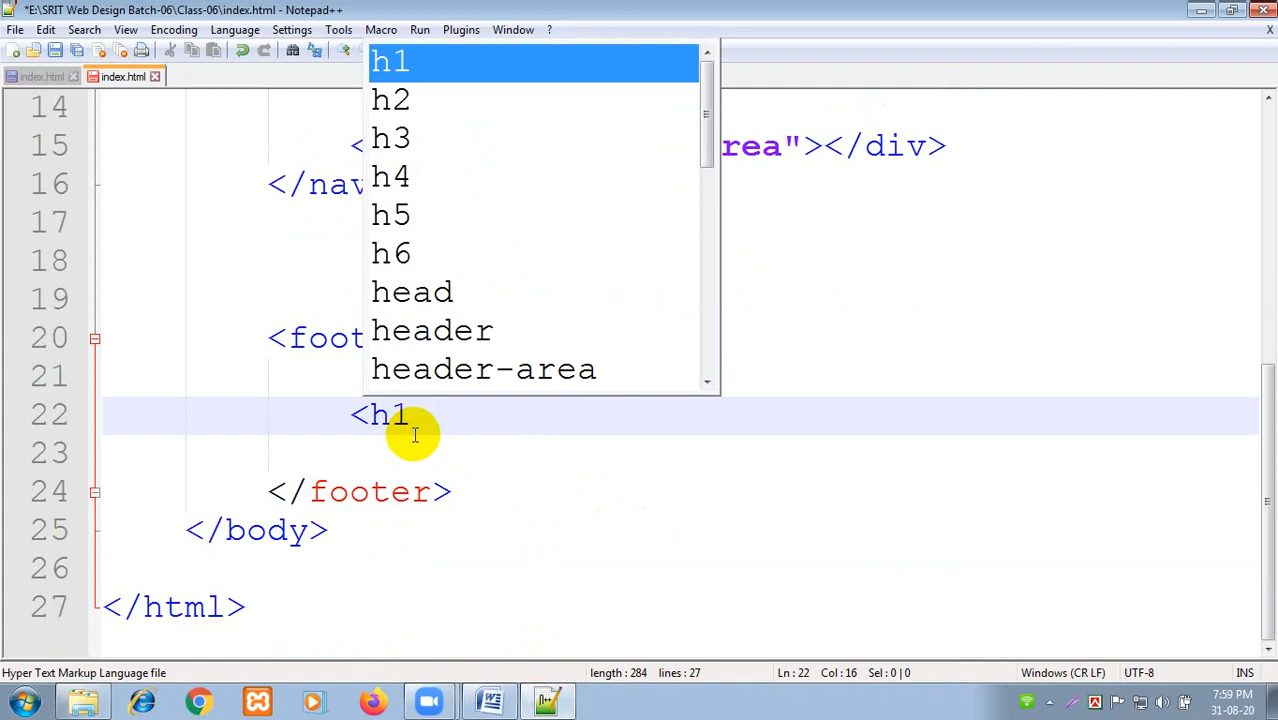 *E:\SRIT Web Design Batch-06\Class-06\index.html - Notepad++
File Edit Search View Encoding Language Settings Tools Macro Run Plugins Window ? X
index.html index.html
h1
h2
h3
h4
h5
h6
head
header
header-area
14
15 < rea"></div>
16 </nav
17
18
19
20 <foot
21
22 <h1
23
24 </footer>
25 </body>
26
27 </html>
Hyper Text Markup Language file length : 284 lines : 27 Ln : 22 Col : 16 Sel : 0 | 0 Windows (CR LF) UTF-8 INS
7:59 PM
31-08-20